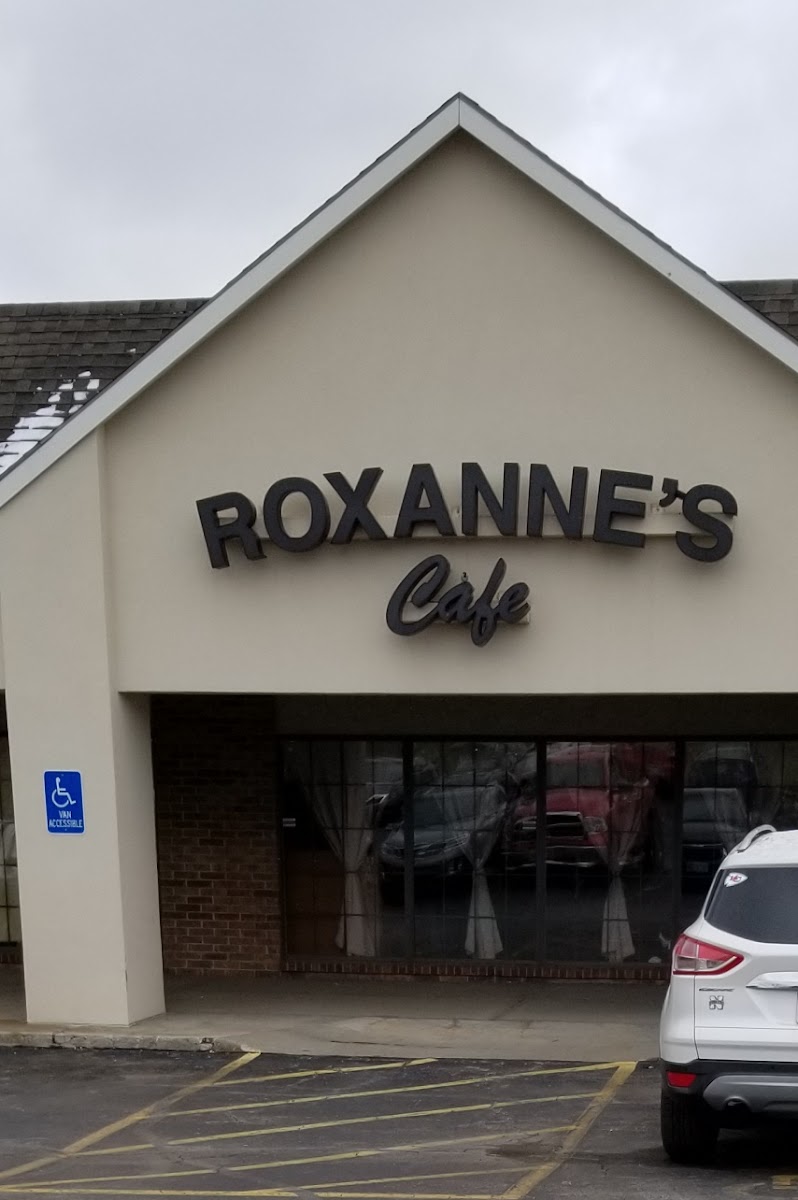 ROXANNE'S
Cafe
VAN
ACCESSIBLE